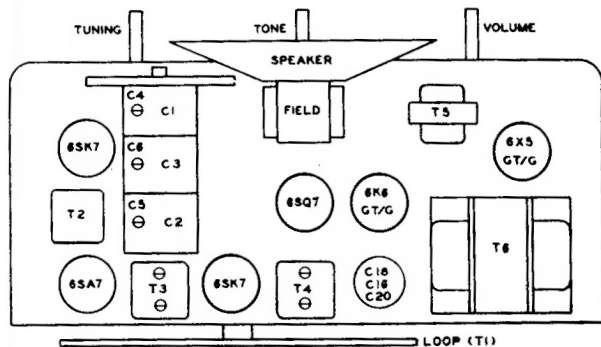 TUNING
TONE
VOLUME
SPEAKER
C4
C1
FIELD
T5
6SK7
C6
C3
6X5
GT/G
T2
C5
C2
6SQ7
6K6
GT/G
T6
6SA7
T3
6SK7
T4
C18
C16
C20
LOOP (T1)